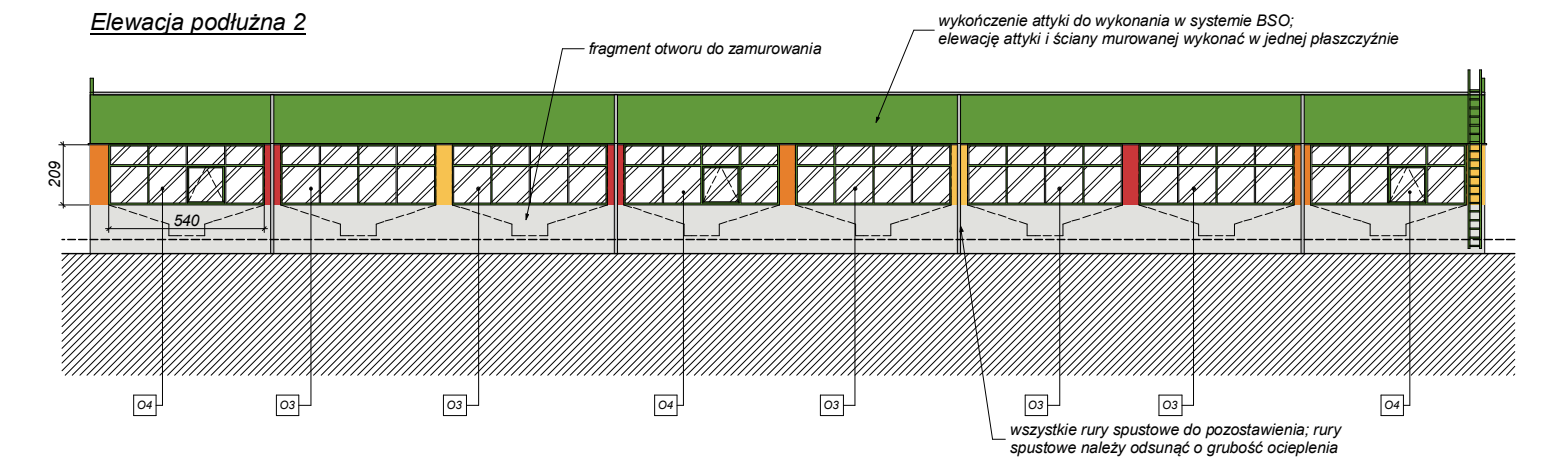 Elewacja podłużna 2
wykończenie attyki do wykonania w systemie BSO;
elewację attyki i ściany murowanej wykonać w jednej płaszczyźnie
fragment otworu do zamurowania
209
540
O4
O3
O3
O4
O3
O3
O3
O4
wszystkie rury spustowe do pozostawienia; rury
spustowe należy odsunąć o grubość ocieplenia